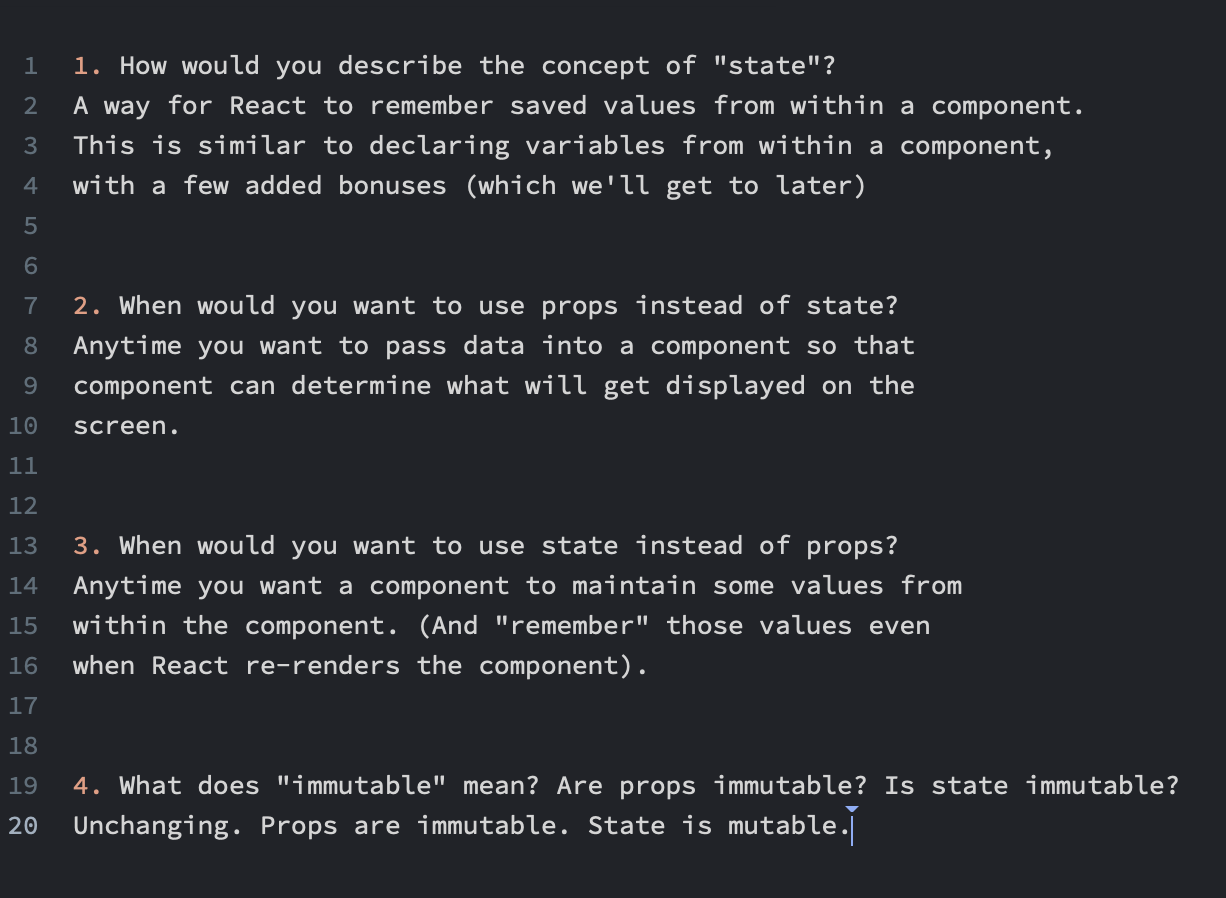 1 1. How would you describe the concept of "state"?
2 A way for React to remember saved values from within a component.
3 This is similar to declaring variables from within a component,
4 with a few added bonuses (which we'll get to later)
5
6
7 2. When would you want to use props instead of state?
8 Anytime you want to pass data into a component so that
9 component can determine what will get displayed on the
10 screen.
11
12
13 3. When would you want to use state instead of props?
14 Anytime you want a component to maintain some values from
15 within the component. (And "remember" those values even
16 when React re-renders the component).
17
18
19 4. What does "immutable" mean? Are props immutable? Is state immutable?
20 Unchanging. Props are immutable. State is mutable.